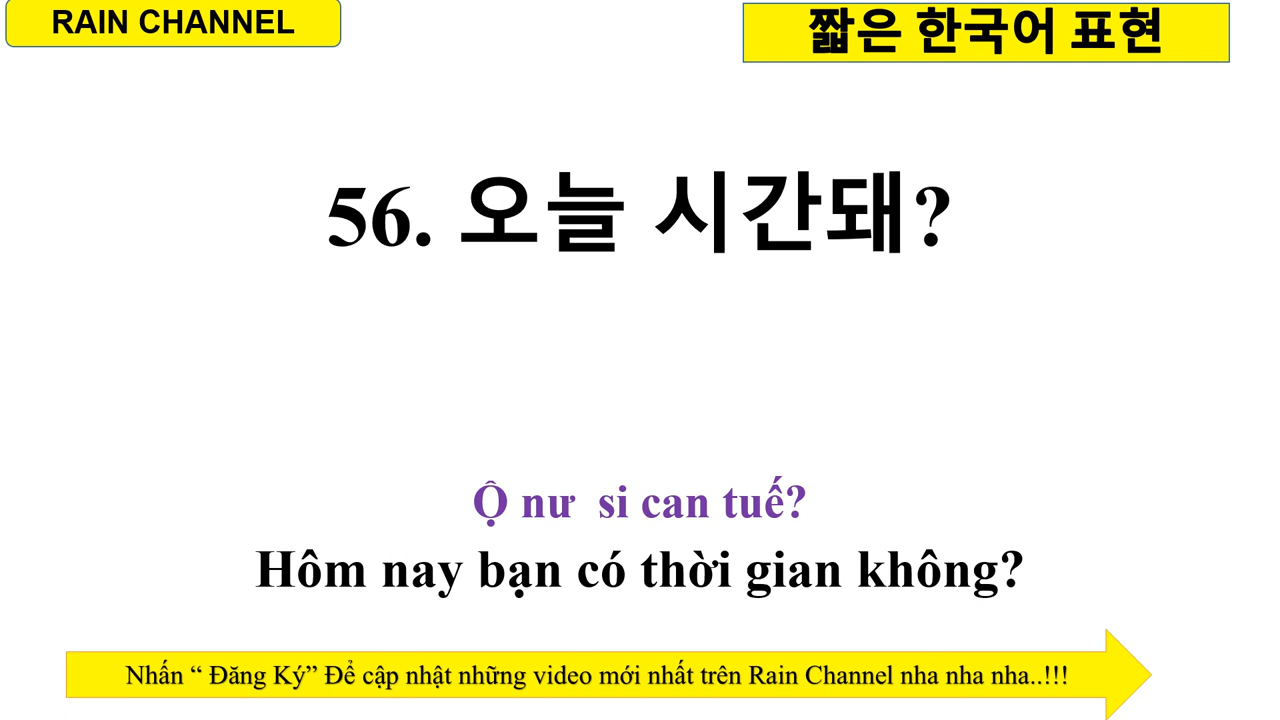 RAIN CHANNEL
짧은 한국어 표현
56. 오늘 시간돼?
Ộ nư si can tuế?
Hôm nay bạn có thời gian không?
Nhấn “ Đăng Ký” Để cập nhật những video mới nhất trên Rain Channel nha nha nha..!!!